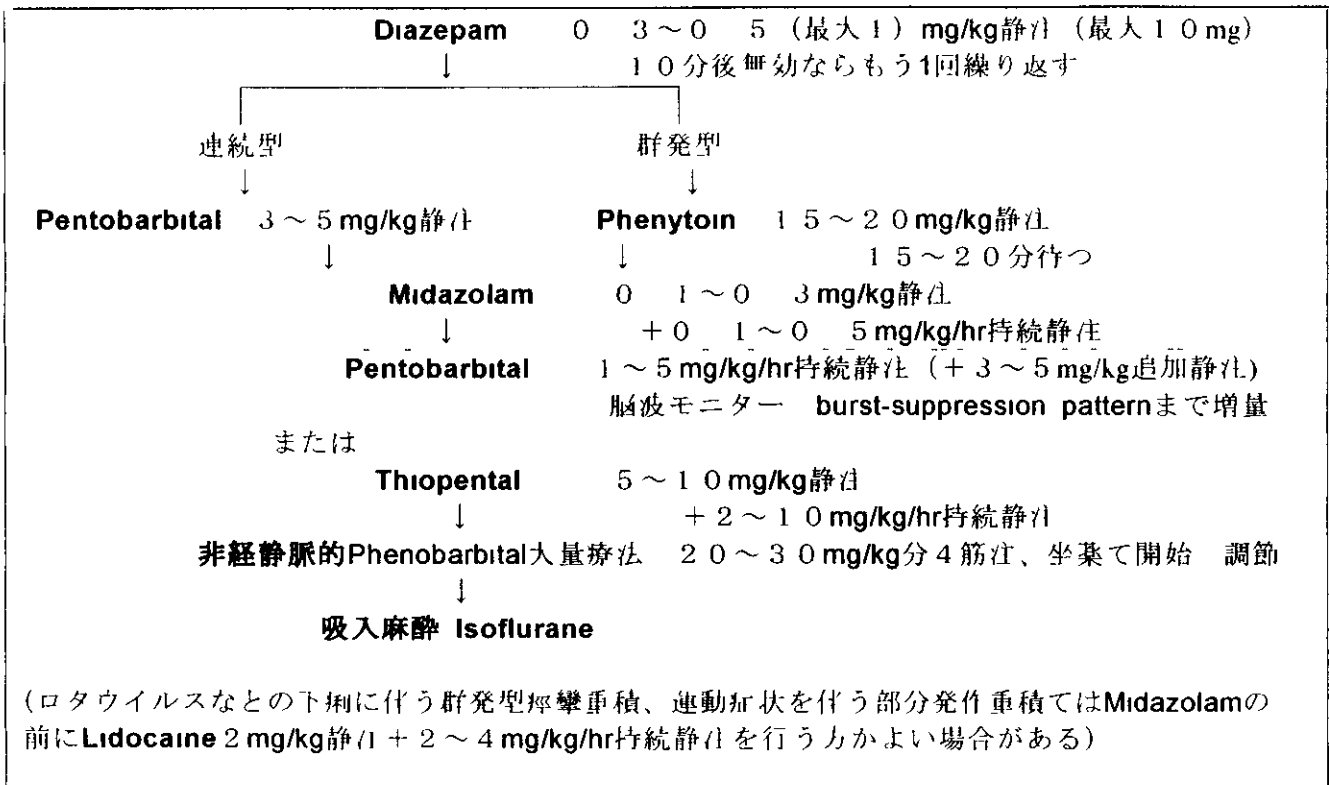 Diazepam 0 3～0 5 (最大1) mg/kg静注 (最大10mg)
↓ 10分後無効ならもう1回繰り返す
連続型 群発型
↓ ↓
Pentobarbital 3～5mg/kg静注 Phenytoin 15～20mg/kg静注
↓ ↓ 15～20分待つ
Midazolam 0 1～0 3mg/kg静注
↓ +0 1～0 5mg/kg/hr持続静注
Pentobarbital 1～5mg/kg/hr持続静注 (+3～5mg/kg追加静注)
脳波モニター burst-suppression patternまで増量
または
Thiopental 5～10mg/kg静注
↓ +2～10mg/kg/hr持続静注
非経静脈的Phenobarbital大量療法 20～30mg/kg分4筋注、坐薬て開始 調節
↓
吸入麻酔 Isoflurane
(ロタウイルスなとの下痢に伴う群発型痙攣重積、運動症状を伴う部分発作重積てはMidazolamの
前にLidocaine2mg/kg静注+2～4mg/kg/hr持続静注を行う方かよい場合がある)